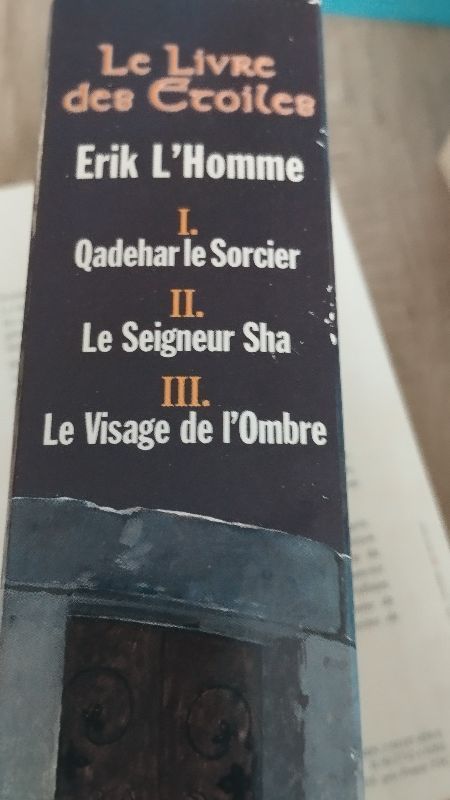 Le Livre
des Etoiles
Erik L'Homme
I.
Qadehar le Sorcier
II.
Le Seigneur Sha
III.
Le Visage de l'Ombre